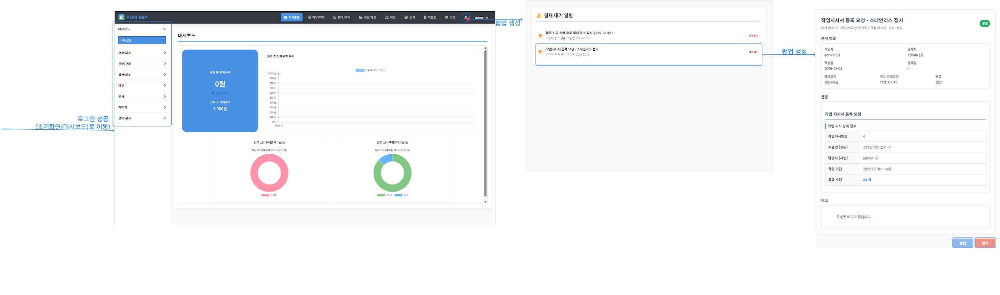 로그인 성공
(초기화면(대시보드)로 이동)
Y2K4 ERP
대시보드
재무/회계
판매/구매
생산/제조
재고
인사
리포트
설정
1
admin 님
대시보드
대시보드
재무/회계
판매/구매
생산/제조
재고
인사
거래처
결재 문서
대시보드
금월 총 판매금액
0원
▼ 100.0%
전월 총 판매금액
1,000원
월별 총 판매금액 추이
월별 총 판매금액(원)
1,000 원
900 원
800 원
700 원
600 원
500 원
400 원
300 원
200 원
100 원
0 원
2025-11
최근 1년 판매금액 TOP5
최근 1년 판매금액 TOP5 (단위: 원)
최근 1년 구매금액 TOP5
최근 1년 구매상품 TOP5 (단위: 원)
팝업 생성
결재 대기 알림
물품 신규 판매 주문 결재 문서(일시:2025-12-02 )
기안자: 알 수 없음 | 기안일: 2025-12-02
결재 필요
작업지시서 등록 요청 - 스테인리스 접시
기안자: 알 수 없음 | 기안일: 2025-12-02
결재 필요
팝업 생성
작업지시서 등록 요청 - 스테인리스 접시
승인
문서 번호: 9 · 카테고리: 생산/제조 / 작업 지시서 · 분류: 생성
문서 정보
기안자
결재자
admin (1)
admin (1)
작성일
결재일
2025-12-01
-
카테고리
세부 카테고리
분류
생산/제조
작업 지시서
생성
본문
작업 지시서 등록 요청
작업 지시 상세 정보
작업지시번호
4
제품명 (코드)
스테인리스 접시 (4)
담당자 (사번)
admin (1)
작업 기간
2025-11-30 ~ null
목표 수량
20 개
비고
작성된 비고가 없습니다.
승인
반려